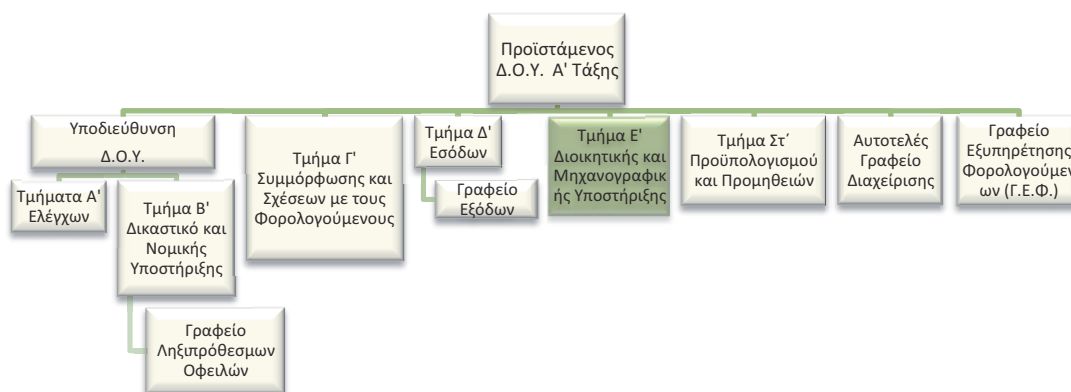 Προϊστάμενος
Δ.Ο.Υ. Α' Τάξης
Υποδιεύθυνση
Δ.Ο.Υ.
Τμήματα Α'
Ελέγχων
Τμήμα Β'
Δικαστικό και
Νομικής
Υποστήριξης
Γραφείο
Ληξιπρόθεσμων
Οφειλών
Τμήμα Γ'
Συμμόρφωσης και
Σχέσεων με τους
Φορολογούμενους
Τμήμα Δ'
Εσόδων
Γραφείο
Εξόδων
Τμήμα Ε'
Διοικητικής και
Μηχανογραφικ
ής Υποστήριξης
Τμήμα Στ΄
Προϋπολογισμού
και Προμηθειών
Αυτοτελές
Γραφείο
Διαχείρισης
Γραφείο
Εξυπηρέτησης
Φορολογούμεν
ων (Γ.Ε.Φ.)